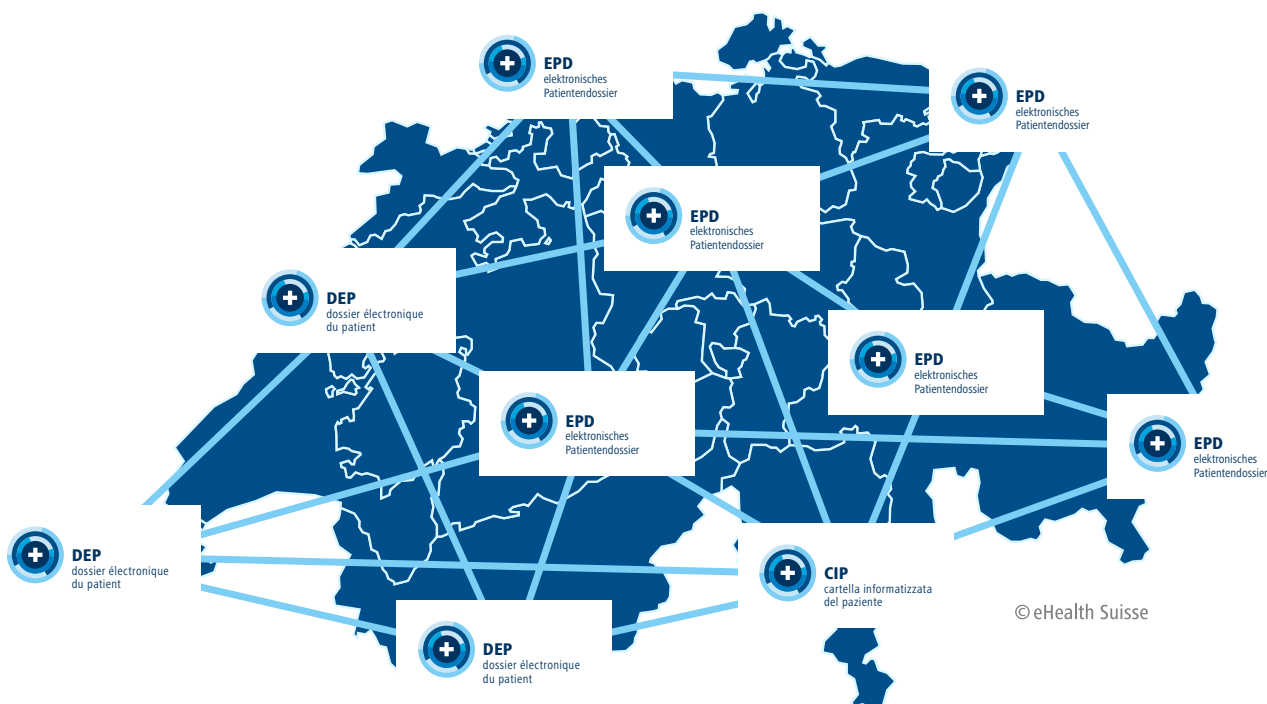 EPD
elektronisches
Patientendossier
EPD
elektronisches
Patientendossier
EPD
elektronisches
Patientendossier
DEP
dossier électronique
du patient
EPD
elektronisches
Patientendossier
EPD
elektronisches
Patientendossier
EPD
elektronisches
Patientendossier
DEP
dossier électronique
du patient
CIP
cartella informatizzata
del paziente
© eHealth Suisse
DEP
dossier électronique
du patient